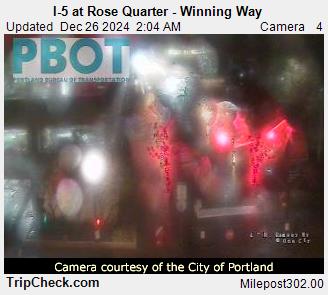 I-5 at Rose Quarter - Winning Way
Updated Dec 26 2024 2:04 AM Camera 4
PBOT
PORTLAND BUREAU OF TRANSPORTATION
Camera courtesy of the City of Portland
TripCheck.com Milepost302.00